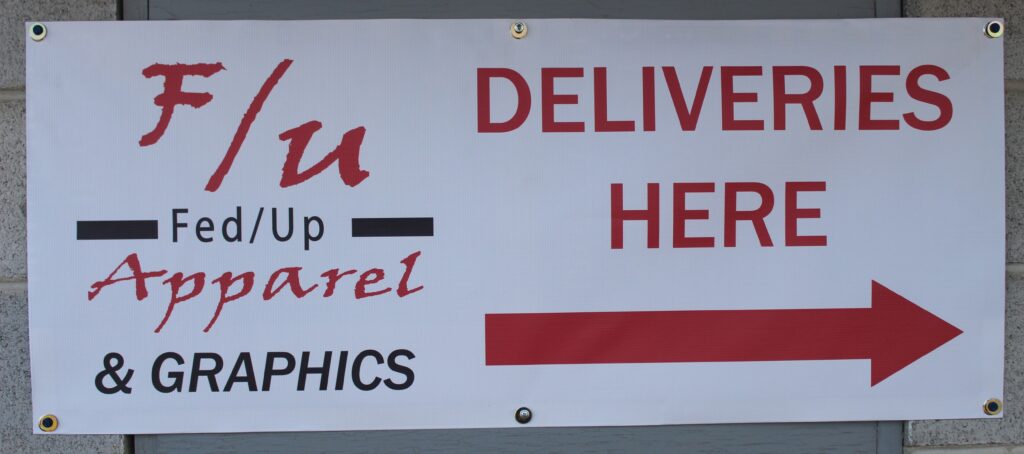 F/u
Fed/Up
Apparel
& GRAPHICS
DELIVERIES
HERE